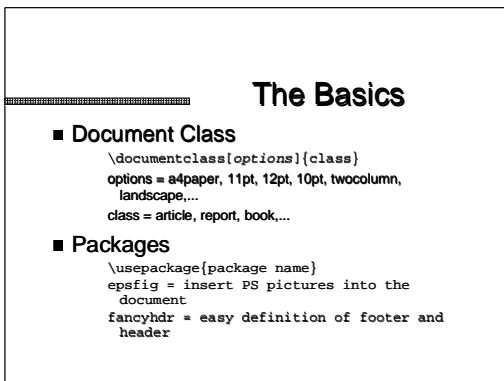 The Basics
■ Document Class
\documentclass[options]{class}
options = a4paper, 11pt, 12pt, 10pt, twocolumn,
landscape,...
class = article, report, book,...
■ Packages
\usepackage{package name}
epsfig = insert PS pictures into the
document
fancyhdr = easy definition of footer and
header